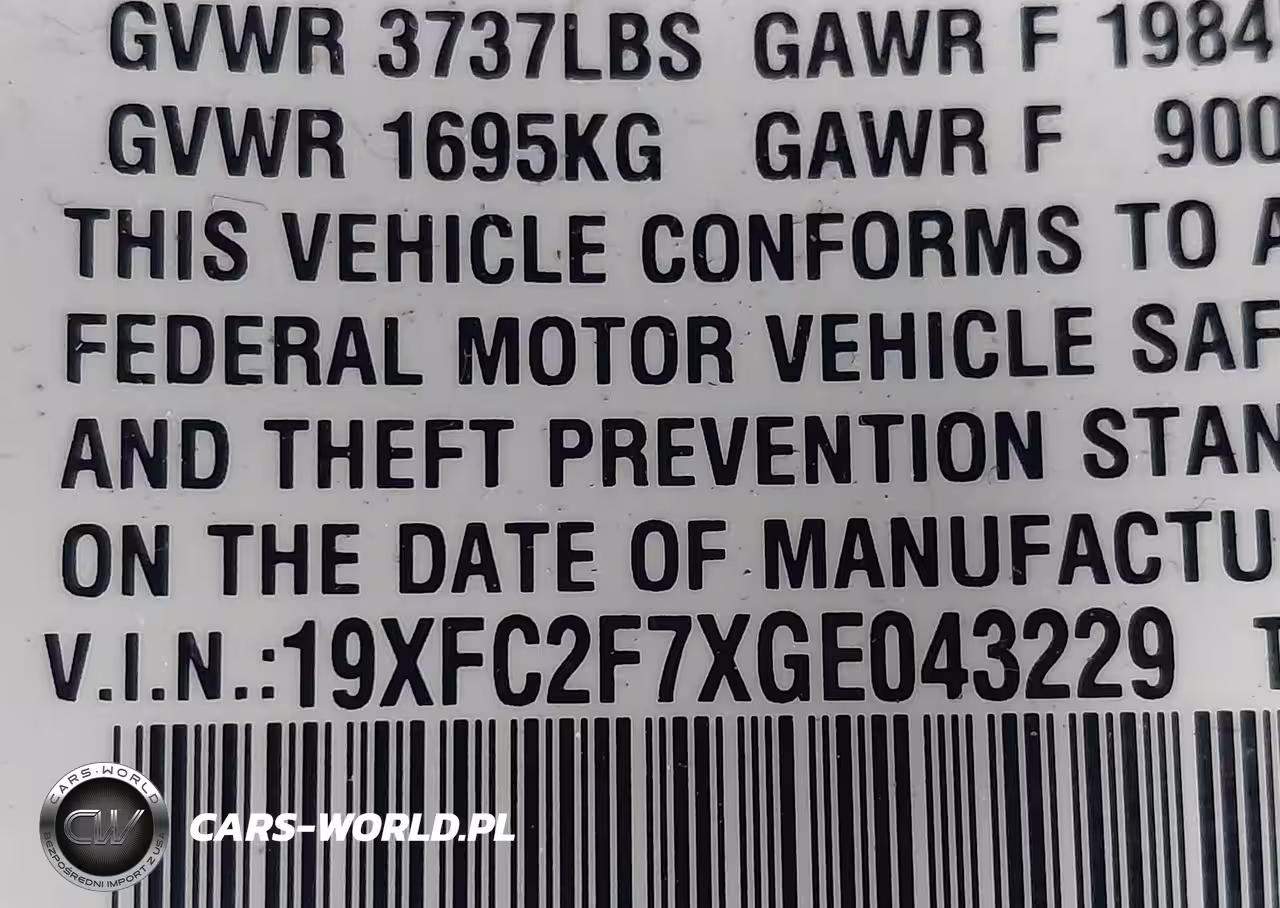 GVWR 3737LBS GAWR F 1984
GVWR 1695KG GAWR F 900
THIS VEHICLE CONFORMS TO A
FEDERAL MOTOR VEHICLE SAF
AND THEFT PREVENTION STAN
ON THE DATE OF MANUFACTU
V.I.N.:19XFC2F7XGE043229 T
CARS-WORLD
CW
BEZPOŚREDNI IMPORT Z USA
CARS-WORLD.PL